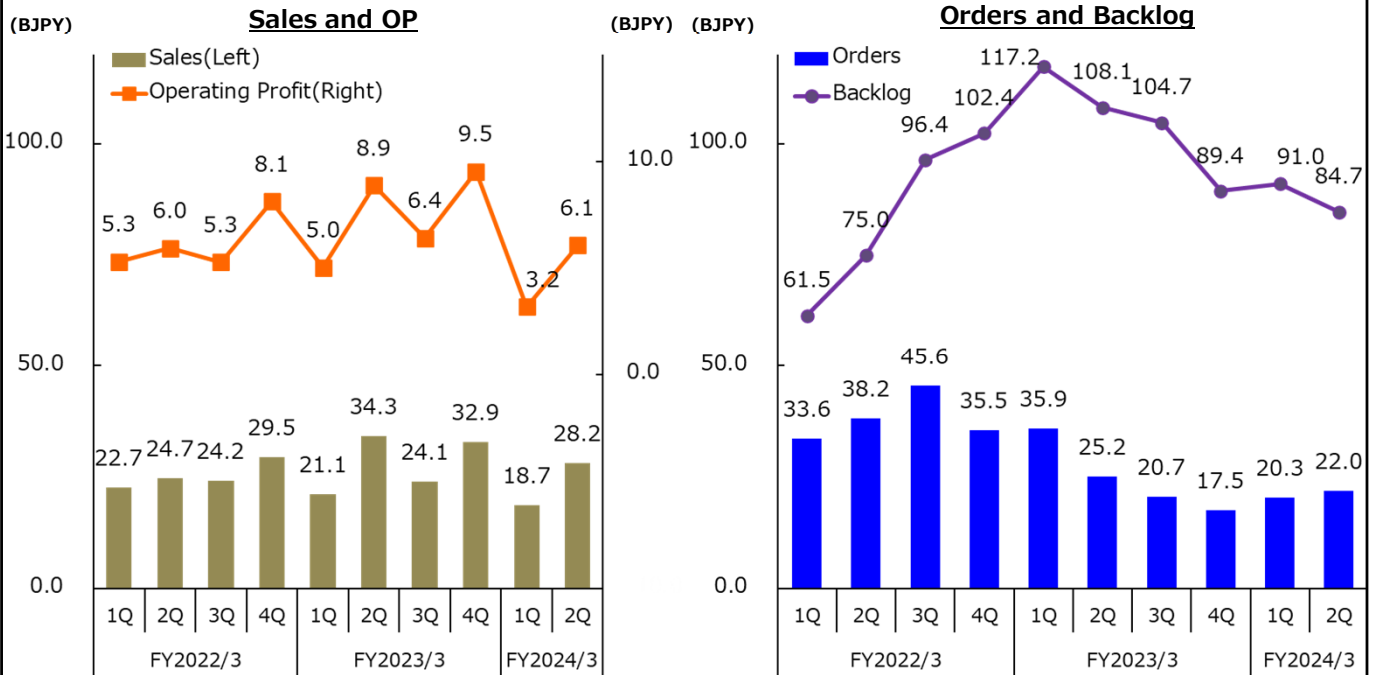 Sales and OP
(BJPY)
(BJPY)
Sales(Left)
Operating Profit(Right)
100.0
50.0
0.0
10.0
0.0
5.3 6.0 5.3 8.1 5.0 8.9 6.4 9.5 3.2 6.1
22.7 24.7 24.2 29.5 21.1 34.3 24.1 32.9 18.7 28.2
1Q 2Q 3Q 4Q 1Q 2Q 3Q 4Q 1Q 2Q
FY2022/3 FY2023/3 FY2024/3
Orders and Backlog
(BJPY)
Orders
Backlog
100.0
50.0
0.0
61.5 75.0 96.4 102.4 117.2 108.1 104.7 89.4 91.0 84.7
33.6 38.2 45.6 35.5 35.9 25.2 20.7 17.5 20.3 22.0
1Q 2Q 3Q 4Q 1Q 2Q 3Q 4Q 1Q 2Q
FY2022/3 FY2023/3 FY2024/3